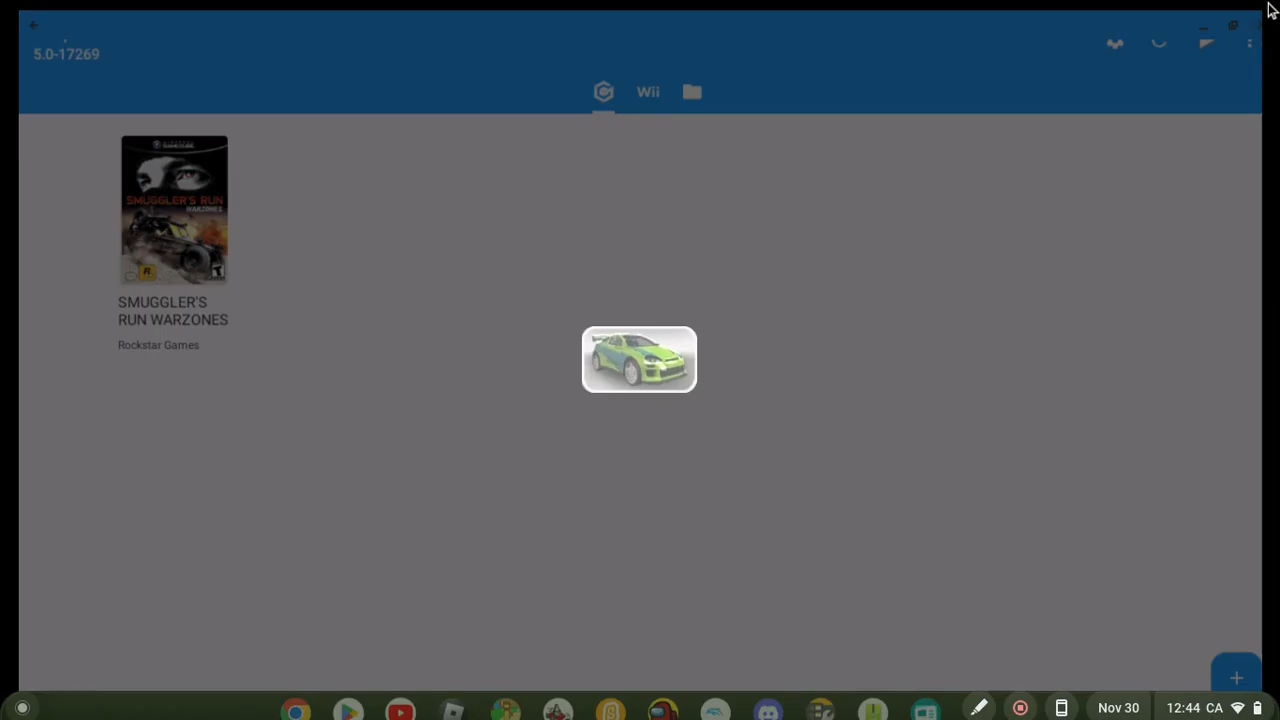 5.0-17269
Wii
SMUGGLER'S RUN
WARZONES
R
T
SMUGGLER'S
RUN WARZONES
Rockstar Games
Nov 30
12:44 CA